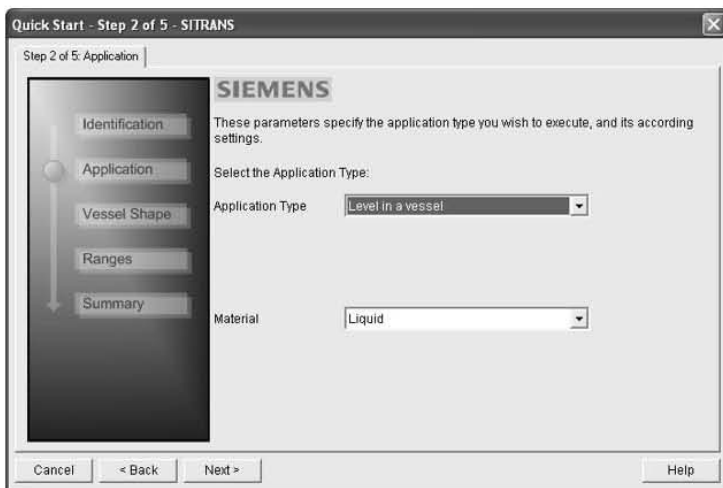 Quick Start - Step 2 of 5 - SITRANS
Step 2 of 5: Application
SIEMENS
Identification
Application
Vessel Shape
Ranges
Summary
These parameters specify the application type you wish to execute, and its according
settings.
Select the Application Type:
Application Type
Level in a vessel
Material
Liquid
Cancel
< Back
Next >
Help